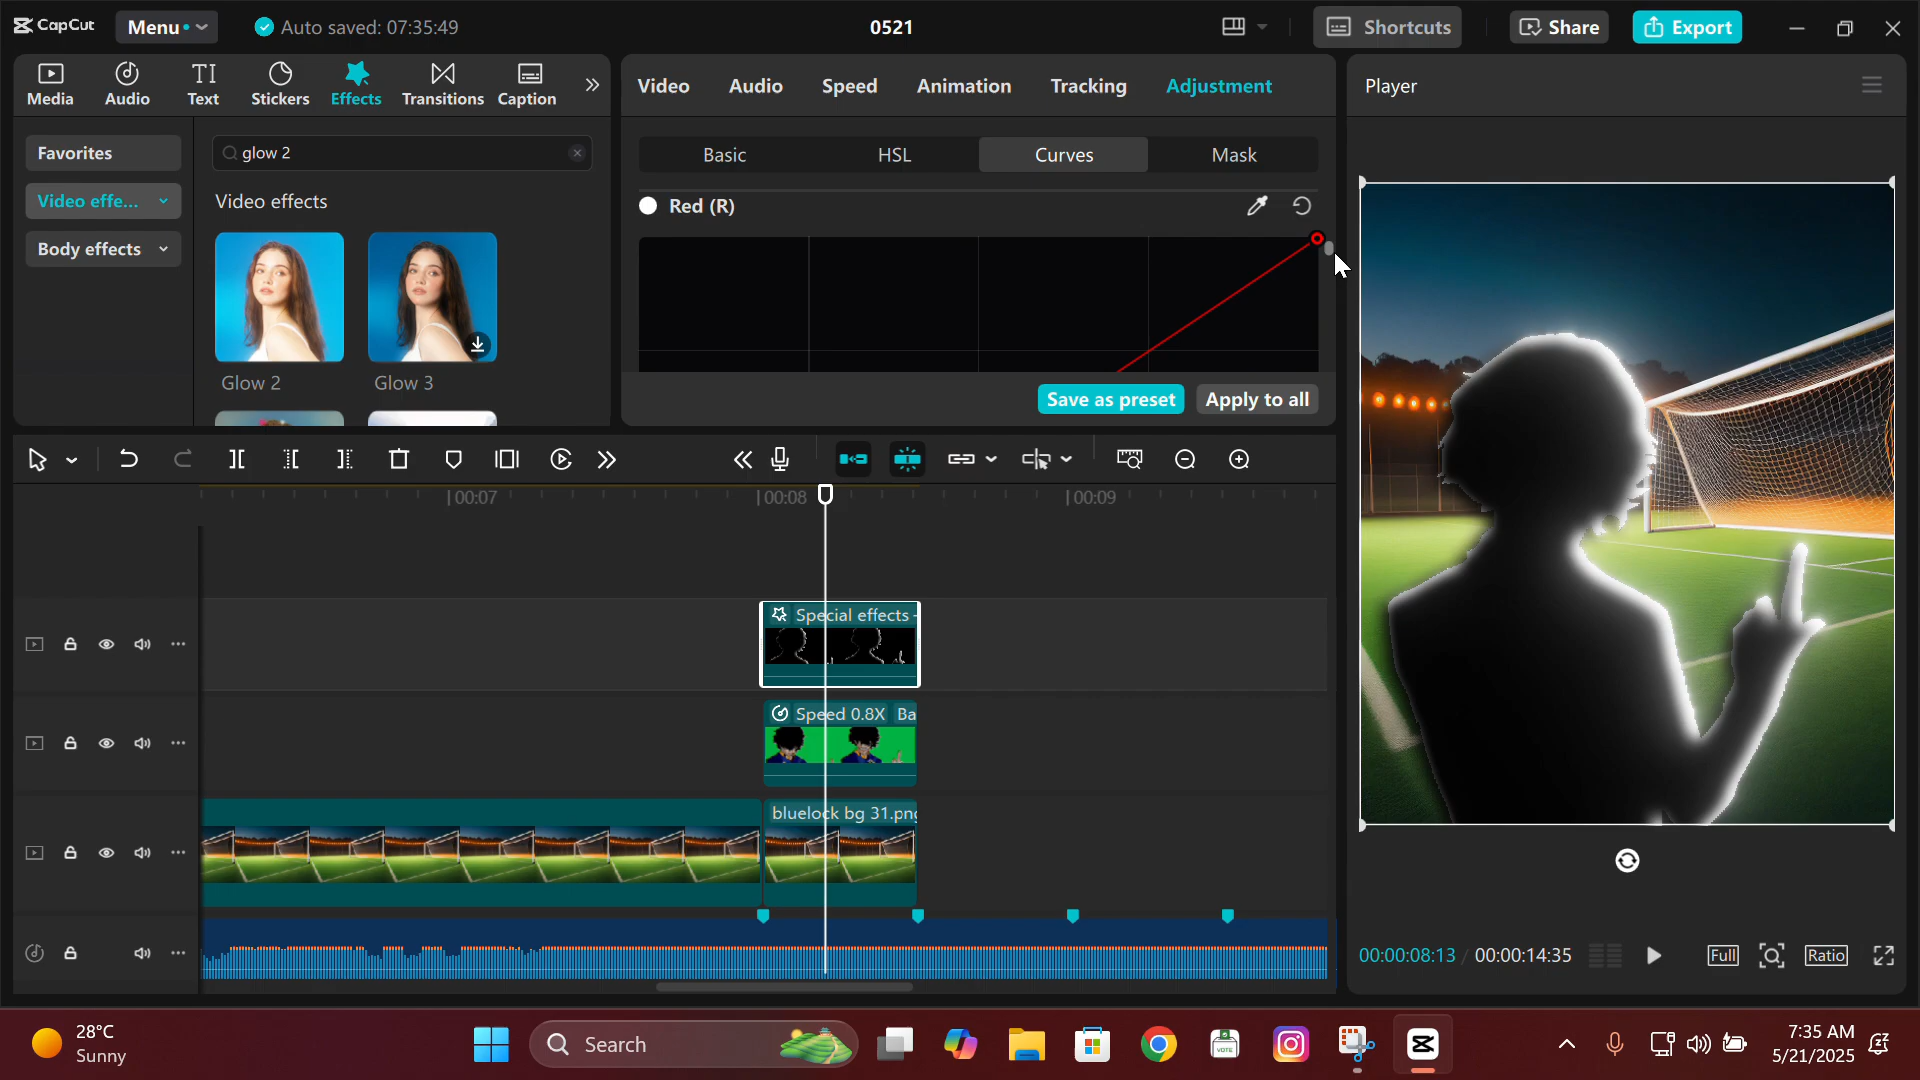 CapCut
Menu
Auto saved: 07:35:49
0521
Shortcuts
Share
Export
Media
Audio
Text
Stickers
Effects
Transitions
Caption
Favorites
Video effe...
Body effects
glow 2
Video effects
Glow 2
Glow 3
Video
Audio
Speed
Animation
Tracking
Adjustment
Basic
HSL
Curves
Mask
Red (R)
Save as preset
Apply to all
Player
00:07
00:08
00:09
Special effects -
Speed 0.8X Ba
bluelock bg 31.png
00:00:08:13 / 00:00:14:35
Full
Ratio
28°C
Sunny
Search
VOTE
7:35 AM
5/21/2025